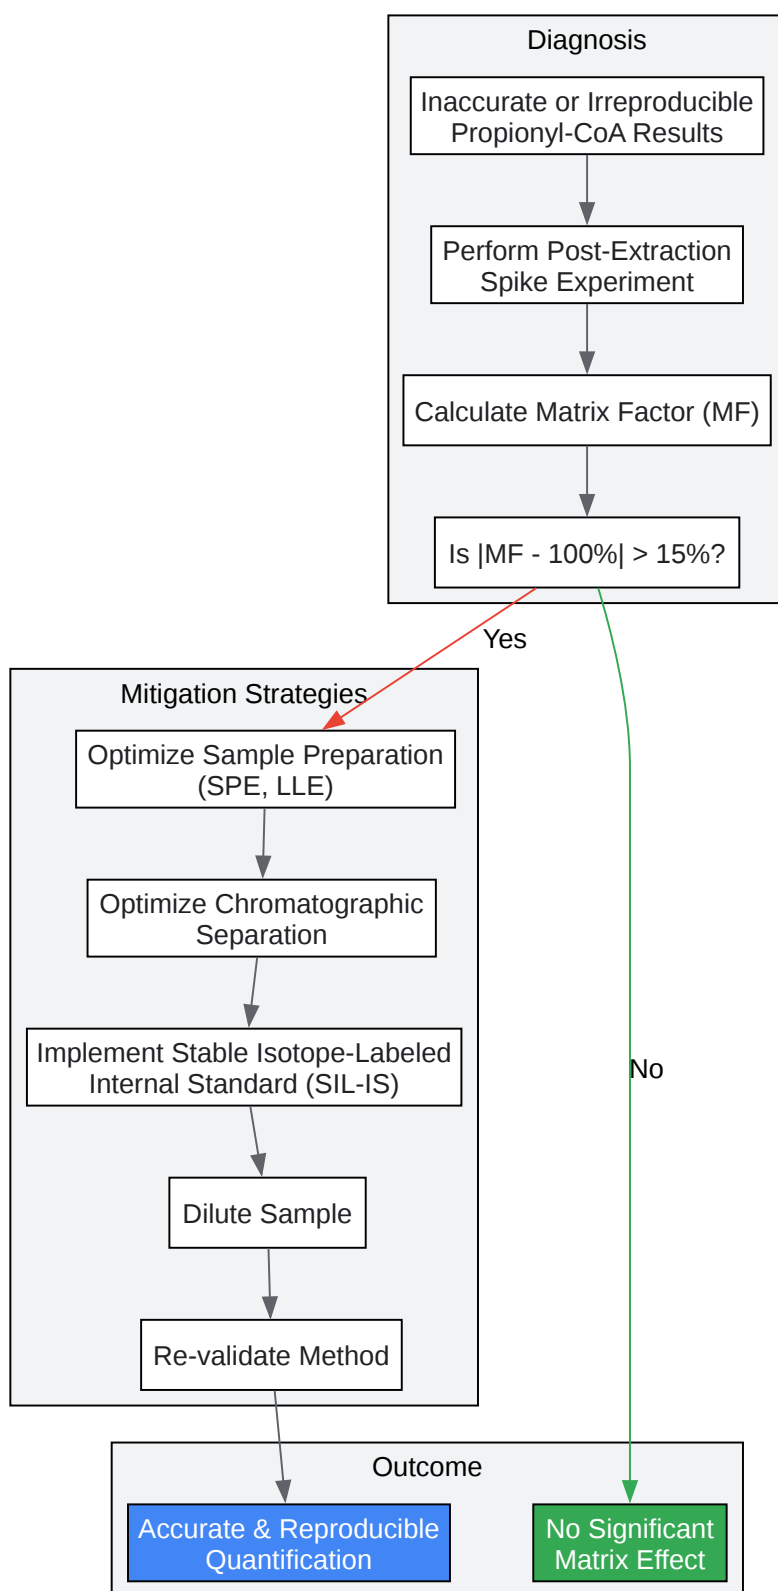 Diagnosis
Inaccurate or Irreproducible
Propionyl-CoA Results
Perform Post-Extraction
Spike Experiment
Calculate Matrix Factor (MF)
Is |MF - 100%| > 15%?
Yes
Mitigation Strategies
Optimize Sample Preparation
(SPE, LLE)
Optimize Chromatographic
Separation
Implement Stable Isotope-Labeled
Internal Standard (SIL-IS)
No
Dilute Sample
Re-validate Method
Outcome
Accurate & Reproducible
Quantification
No Significant
Matrix Effect